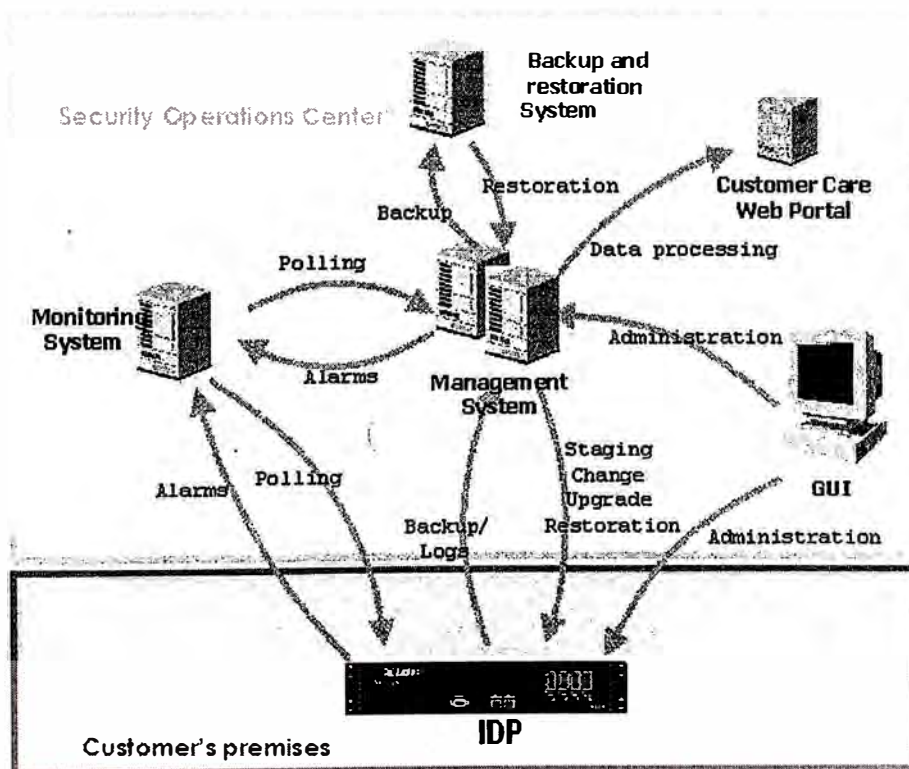 Backup and
restoration
System
Security Operations Center
Customer Care
Web Portal
Restoration
Backup
Data processing
Polling
Monitoring
System
Administration
Alarms
Management
System
GUI
Staging
Change
Upgrade
Restoration
Alarms
Polling
Backup/
Logs
Administration
IDP
Customer's premises